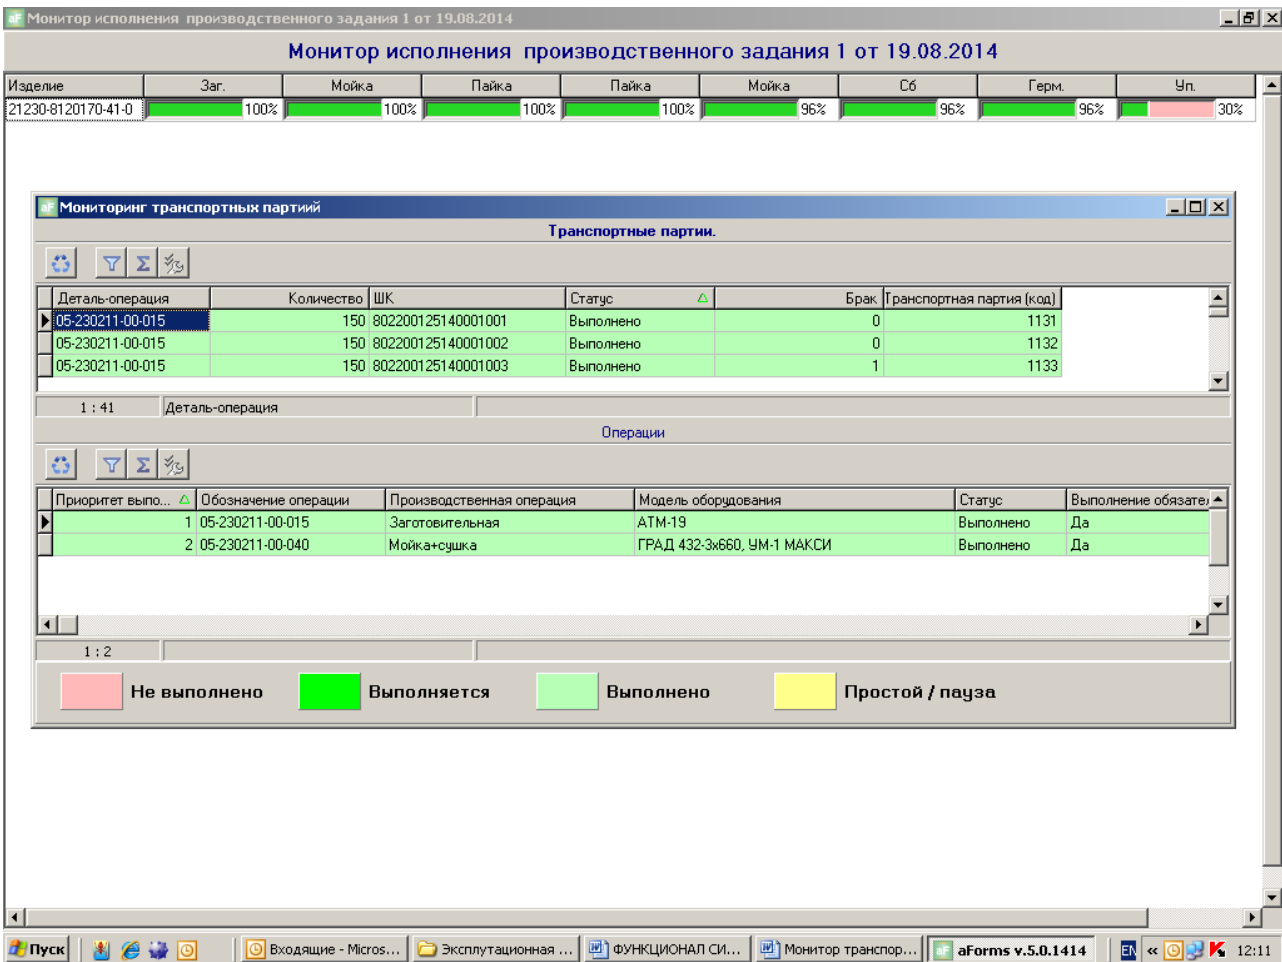 aF Монитор исполнения производственного задания 1 от 19.08.2014
Монитор исполнения производственного задания 1 от 19.08.2014
Изделие Заг. Мойка Пайка Пайка Мойка Сб Герм. Уп.
21230-8120170-41-0 100% 100% 100% 100% 96% 96% 96% 30%
aF Мониторинг транспортных партиий
Транспортные партии.
Деталь-операция Количество ШК Статус Брак Транспортная партия (код)
05-230211-00-015 150 802200125140001001 Выполнено 0 1131
05-230211-00-015 150 802200125140001002 Выполнено 0 1132
05-230211-00-015 150 802200125140001003 Выполнено 1 1133
1 : 41 Деталь-операция
Операции
Приоритет выпо... Обозначение операции Производственная операция Модель оборудования Статус Выполнение обязател
1 05-230211-00-015 Заготовительная АТМ-19 Выполнено Да
2 05-230211-00-040 Мойка+сушка ГРАД 432-3х660, УМ-1 МАКСИ Выполнено Да
1 : 2
Не выполнено Выполняется Выполнено Простой / пауза
Пуск Входящие - Micros... Эксплутационная ... ФУНКЦИОНАЛ СИ... Монитор транспор... aF aForms v.5.0.1414 EN « 12:11